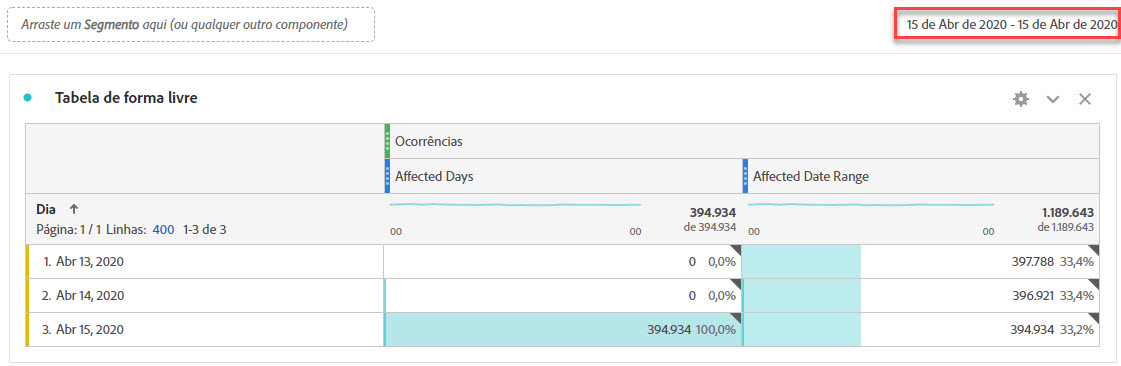 Arraste um Segmento aqui (ou qualquer outro componente)
15 de Abr de 2020 - 15 de Abr de 2020
Tabela de forma livre
Ocorrências
Affected Days
Affected Date Range
Dia ↑
Página: 1 / 1 Linhas: 400 1-3 de 3
00 00
394.934
de 394.934
00 00
1.189.643
de 1.189.643
1. Abr 13, 2020 0 0,0% 397.788 33,4%
2. Abr 14, 2020 0 0,0% 396.921 33,4%
3. Abr 15, 2020 394.934 100,0% 394.934 33,2%